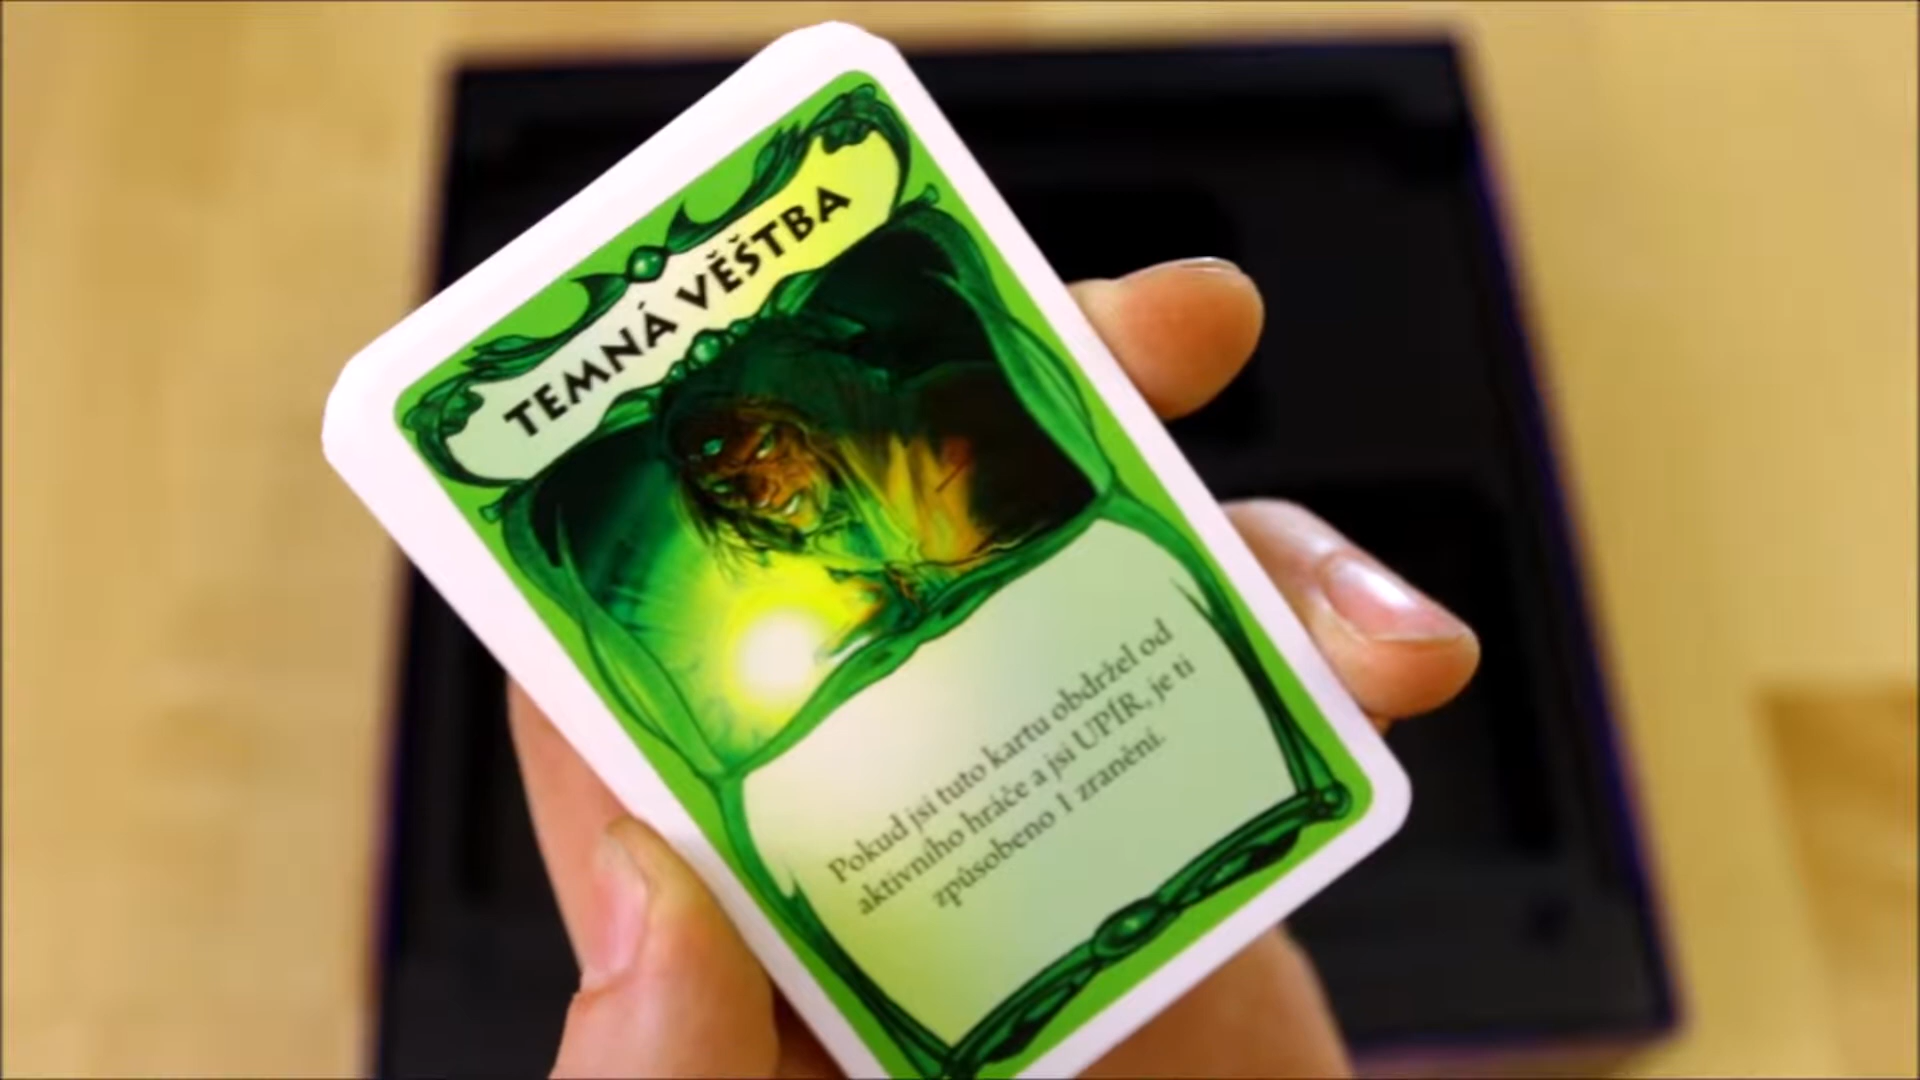 TEMNÁ VĚŠTBA
Pokud jsi tuto kartu obdržel od
aktivního hráče a jsi UPÍR, je ti
způsobeno 1 zranění.